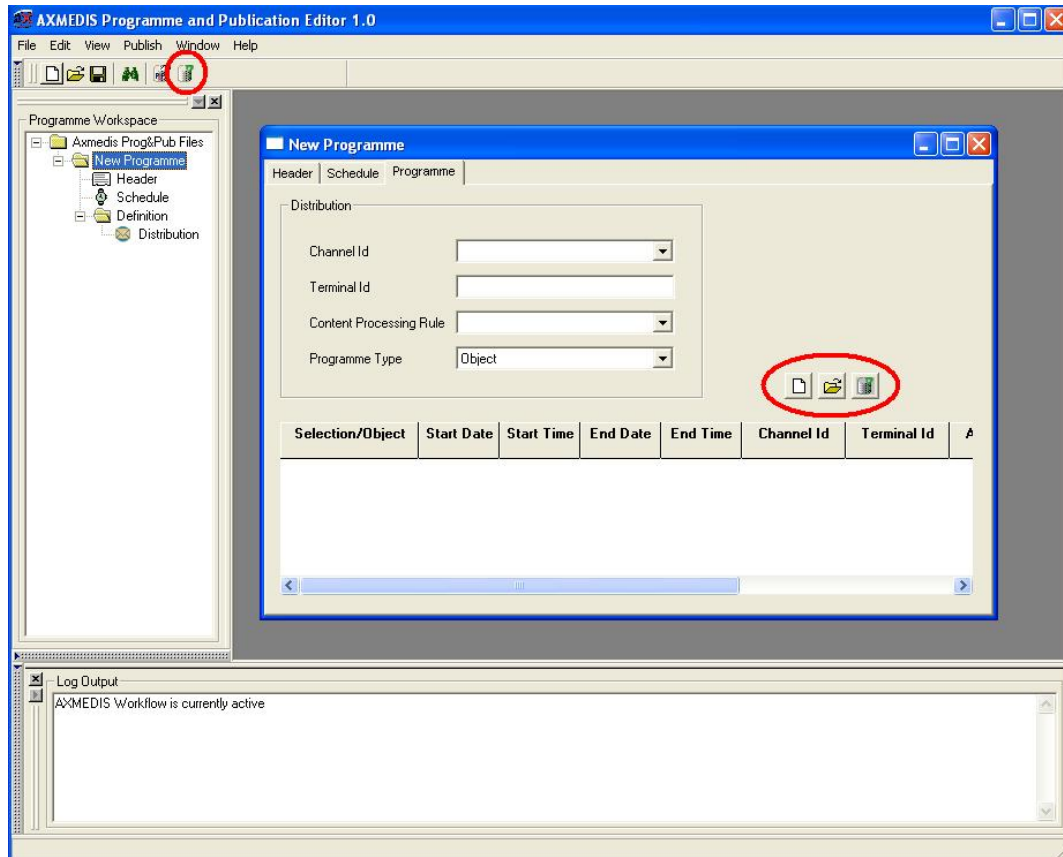 AXMEDIS Programme and Publication Editor 1.0
File Edit View Publish Window Help
Programme Workspace
Axmedis Prog&Pub Files
New Programme
Header
Schedule
Definition
Distribution
New Programme
Header Schedule Programme
Distribution
Channel Id
Terminal Id
Content Processing Rule
Programme Type Object
Selection/Object Start Date Start Time End Date End Time Channel Id Terminal Id A
Log Output
AXMEDIS Workflow is currently active